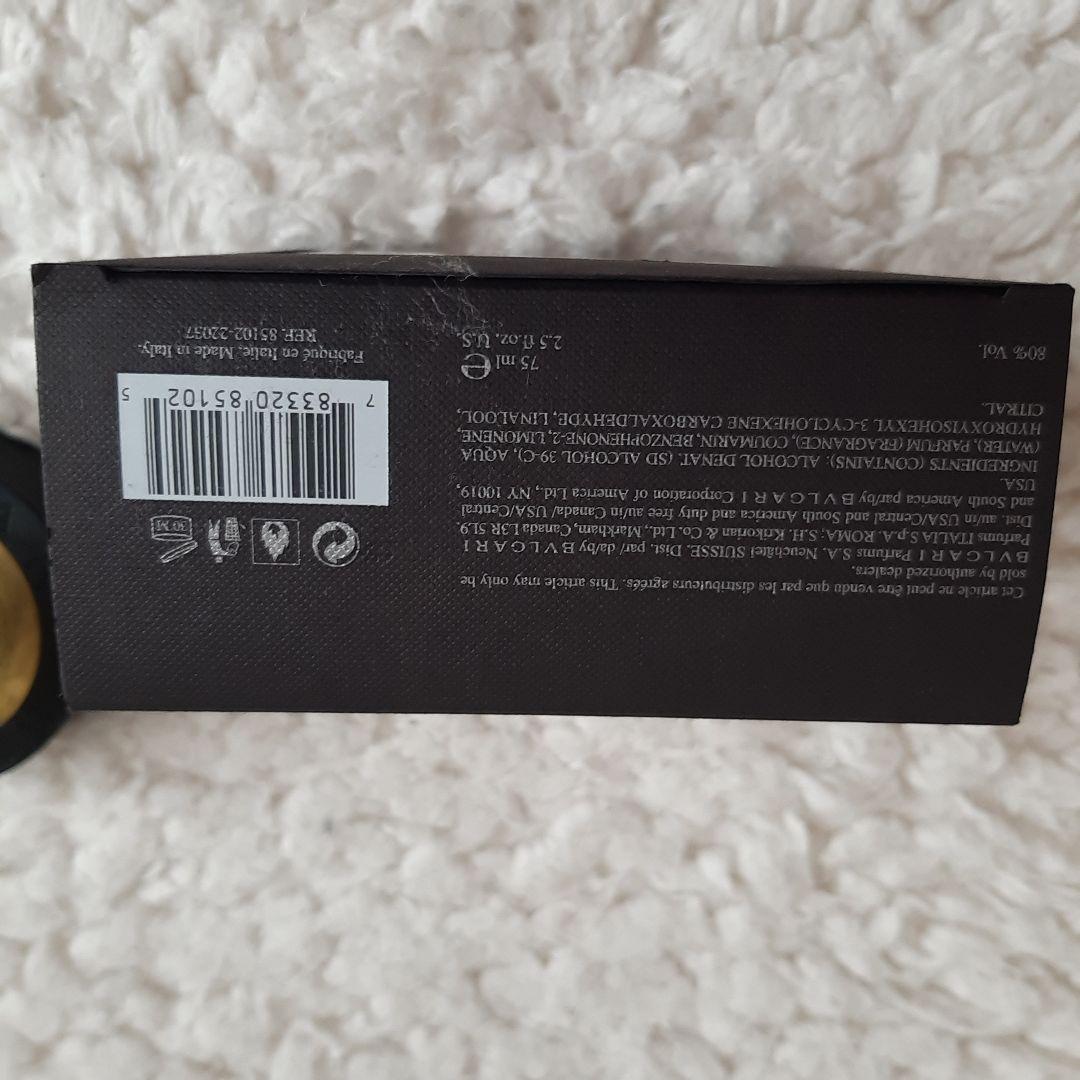 Cet article ne peut être vendu que par les distributeurs agréés. This article may be only
sold by authorized dealers.
BVLGARI Parfums S.A. Neuchâtel SUISSE. Dist. par/ da/by BVLGARI
Parfums ITALIA S.p.A. ROMA; S.H. Krikorian & Co. Ltd., Markham, Canada L3R 5L9.
Dist. au/in USA/Central and South America and duty free au/in Canada/ USA/Central
and South America par/by BVLGARI Corporation of America Ltd., NY 10019,
USA.
INGREDIENTS (CONTAINS): ALCOHOL DENAT. (SD ALCOHOL 39-C), AQUA
(WATER), PARFUM (FRAGRANCE), COUMARIN, BENZOPHENONE-2, LIMONENE,
HYDROXYISOHEXYL 3-CYCLOHEXENE CARBOXALDEHYDE, LINALOOL,
CITRAL.
80% Vol.
75 ml e
2.5 fl.oz. U.S.
30 M
7 83320 85102 5
Fabriqué en Italie. Made in Italy.
REF. 85102-22037